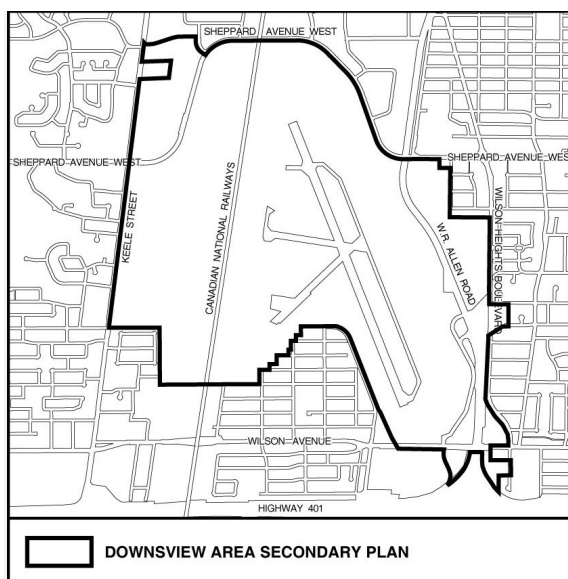 SHEPPARD AVENUE WEST
SHEPPARD AVENUE WEST
SHEPPARD AVENUE WEST
KEELE STREET
CANADIAN NATIONAL RAILWAYS
W.R. ALLEN ROAD
WILSON HEIGHTS BOULEVARD
WILSON AVENUE
HIGHWAY 401
DOWNSVIEW AREA SECONDARY PLAN